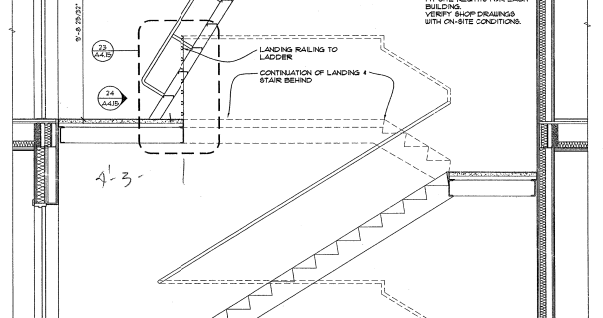 BUILDING.
VERIFY SHOP DRAWINGS
WITH ON-SITE CONDITIONS.
23
A4.15
LANDING RAILING TO
LADDER
24
A4.15
CONTINUATION OF LANDING &
STAIR BEHIND
4'-3-